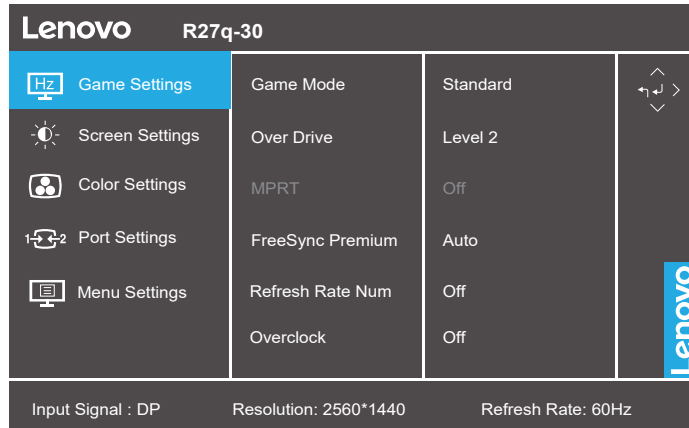 Lenovo R27q-30
Hz Game Settings Game Mode Standard
Screen Settings Over Drive Level 2
Color Settings MPRT Off
1 2 Port Settings FreeSync Premium Auto
Menu Settings Refresh Rate Num Off
Overclock Off
Lenovo
Input Signal : DP Resolution: 2560*1440 Refresh Rate: 60Hz